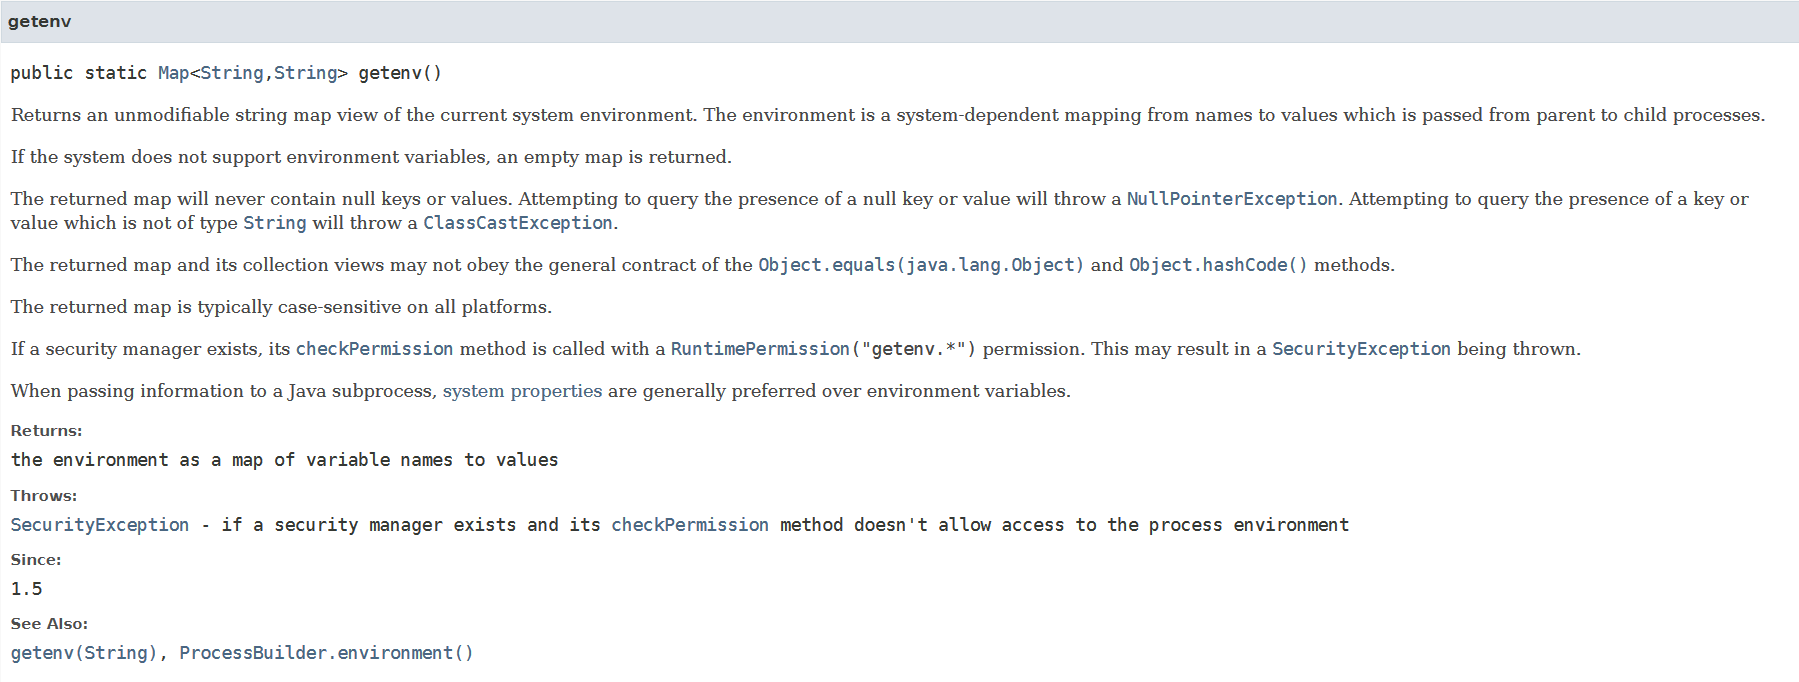 getenv
public static Map<String,String> getenv()
Returns an unmodifiable string map view of the current system environment. The environment is a system-dependent mapping from names to values which is passed from parent to child processes.
If the system does not support environment variables, an empty map is returned.
The returned map will never contain null keys or values. Attempting to query the presence of a null key or value will throw a NullPointerException. Attempting to query the presence of a key or
value which is not of type String will throw a ClassCastException.
The returned map and its collection views may not obey the general contract of the Object.equals(java.lang.Object) and Object.hashCode() methods.
The returned map is typically case-sensitive on all platforms.
If a security manager exists, its checkPermission method is called with a RuntimePermission("getenv.*") permission. This may result in a SecurityException being thrown.
When passing information to a Java subprocess, system properties are generally preferred over environment variables.
Returns:
the environment as a map of variable names to values
Throws:
SecurityException - if a security manager exists and its checkPermission method doesn't allow access to the process environment
Since:
1.5
See Also:
getenv(String), ProcessBuilder.environment()